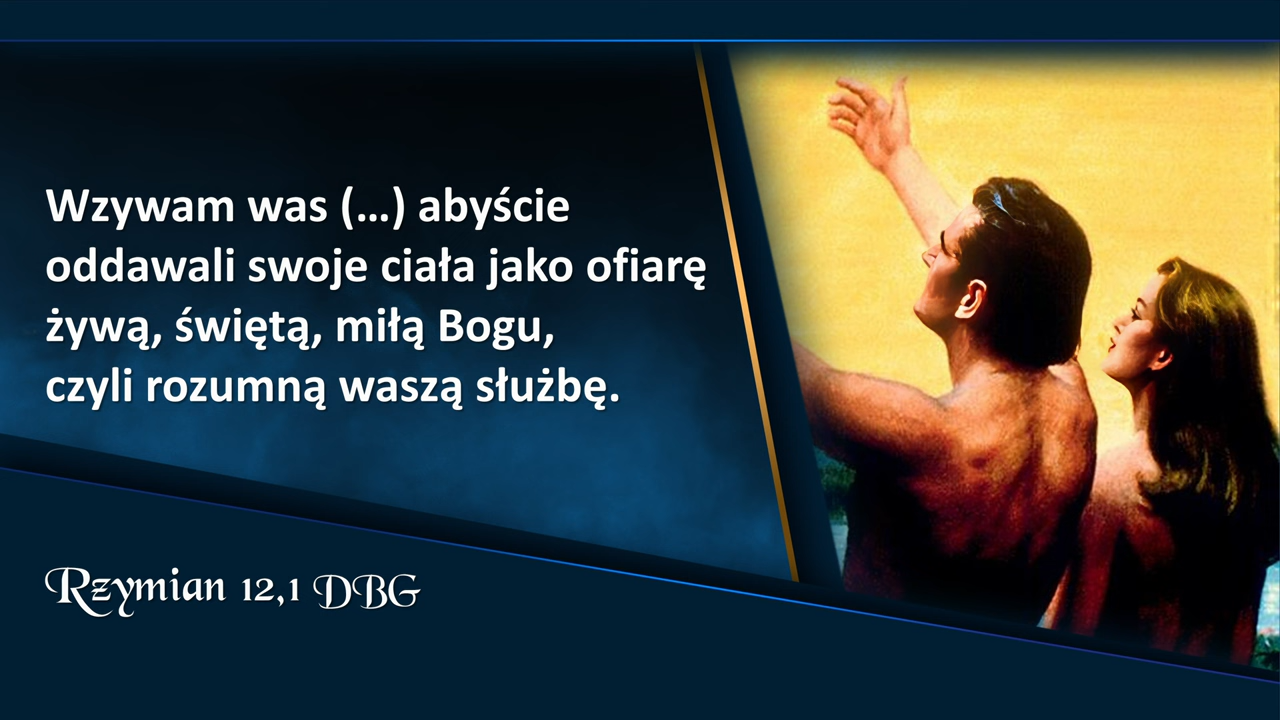 Wzywam was (...) abyście
oddawali swoje ciała jako ofiarę
żywą, świętą, miłą Bogu,
czyli rozumną waszą służbę.
Rzymian 12,1 DBG